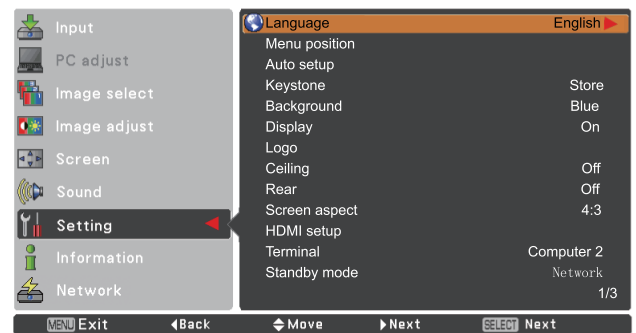 Input
PC adjust
Image select
Image adjust
Screen
Sound
Setting
Information
Network
Language English
Menu position
Auto setup
Keystone Store
Background Blue
Display On
Logo
Ceiling Off
Rear Off
Screen aspect 4:3
HDMI setup
Terminal Computer 2
Standby mode Network
1/3
MENU Exit Back Move Next SELECT Next